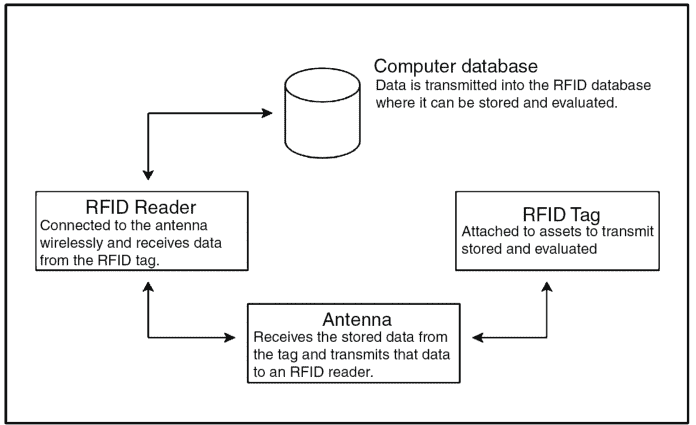 Computer database
Data is transmitted into the RFID database
where it can be stored and evaluated.
RFID Reader
Connected to the antenna
wirelessly and receives data
from the RFID tag.
RFID Tag
Attached to assets to transmit
stored and evaluated
Antenna
Receives the stored data from
the tag and transmits that data
to an RFID reader.